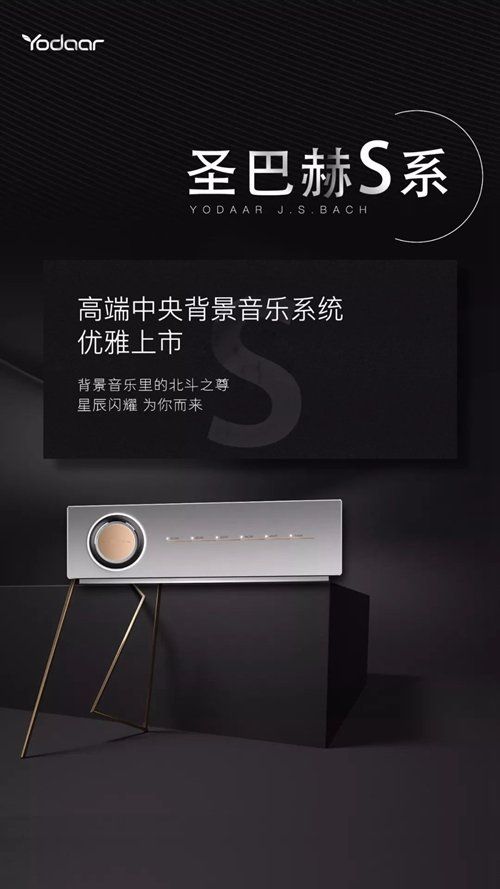 Yodaar
圣巴赫S系
YODAAR J.S.BACH
高端中央背景音乐系统
优雅上市
背景音乐里的北斗之尊
星辰闪耀 为你而来
S